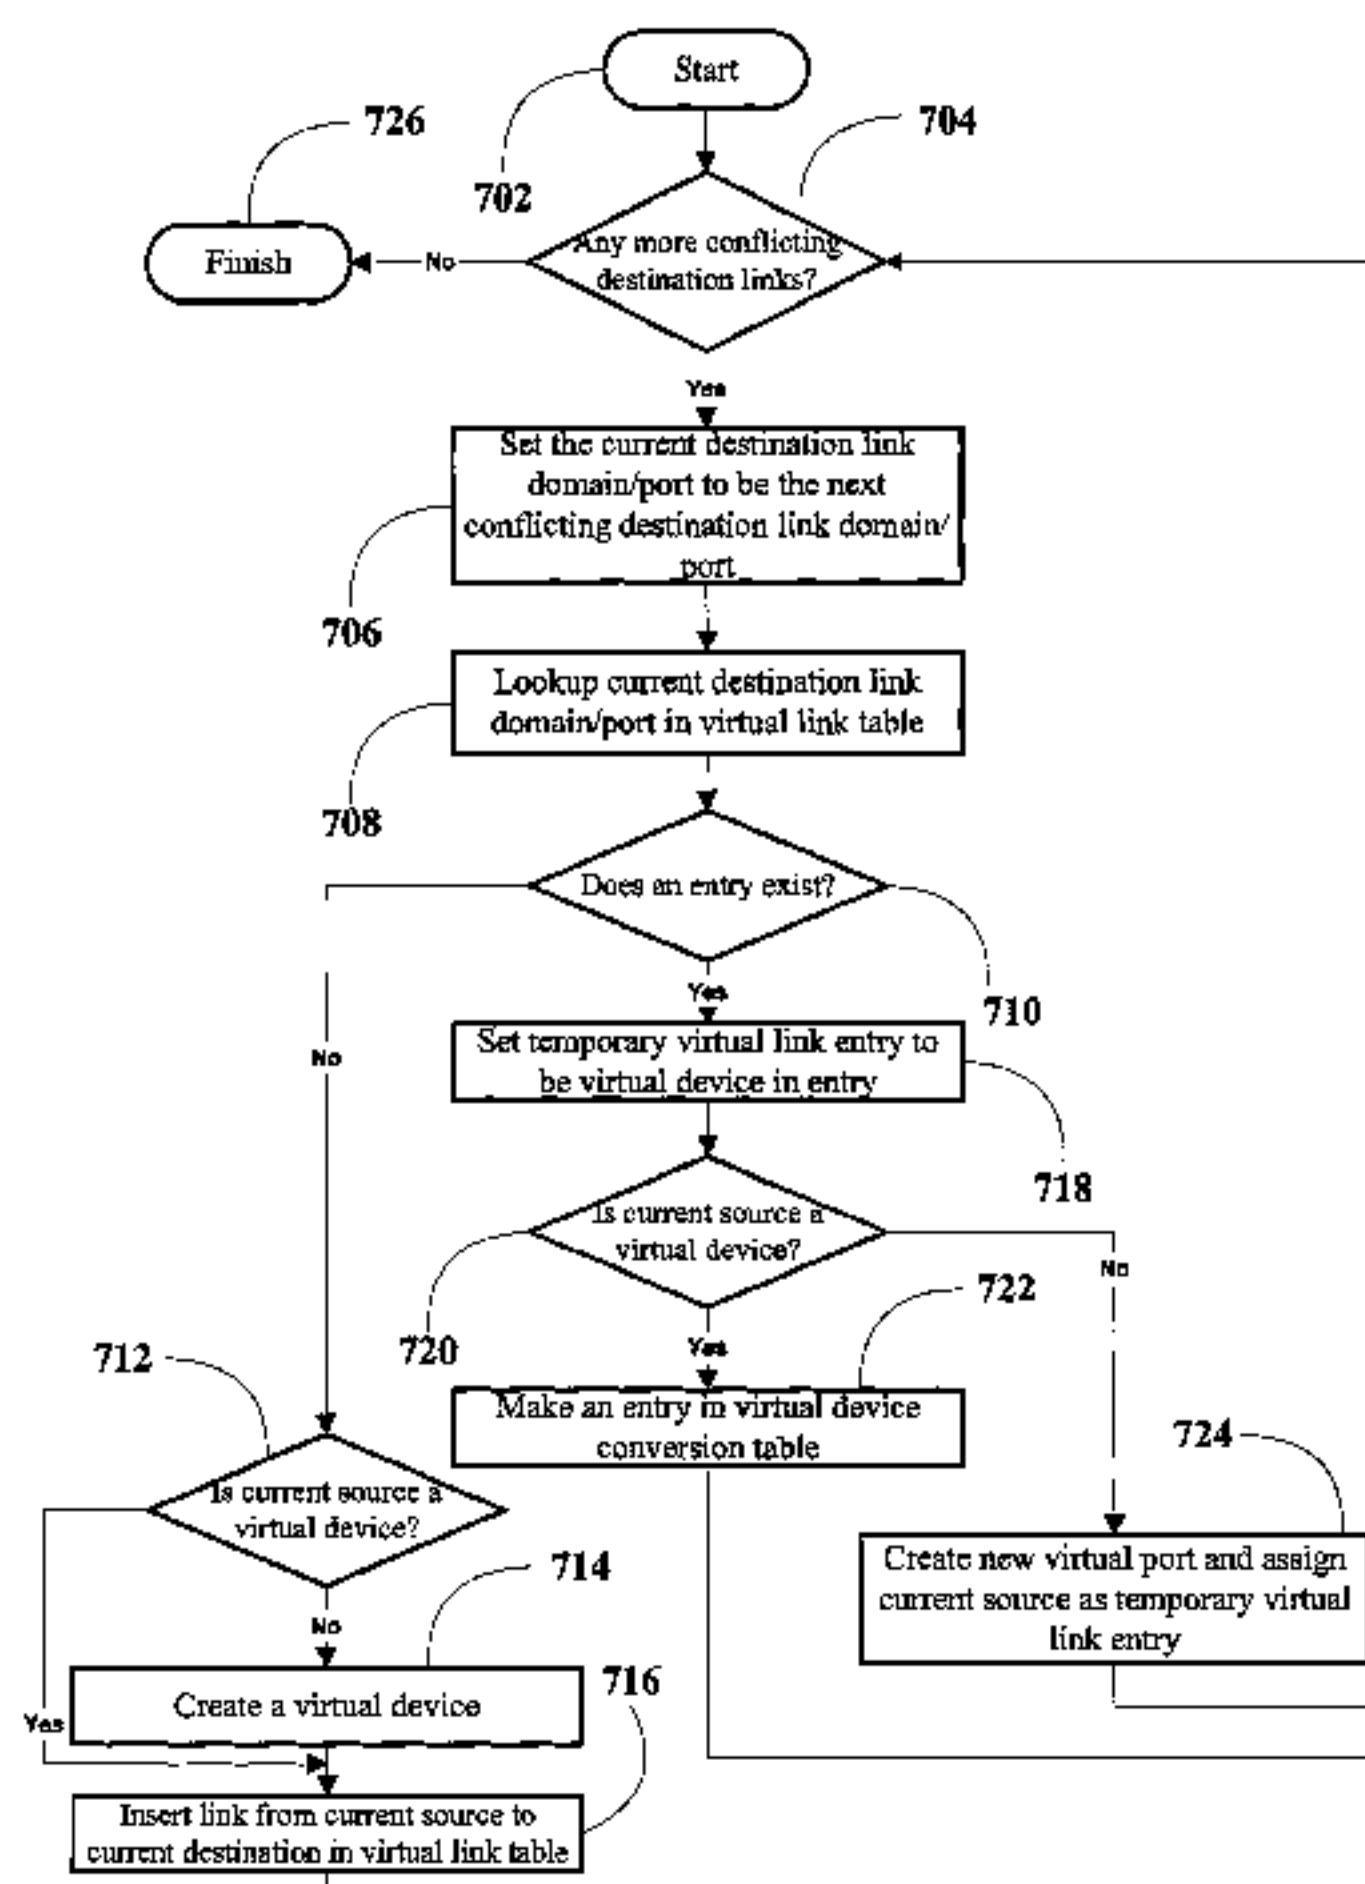 Start
726
704
702
Finish
No
Any more conflicting
destination links?
Yes
Set the current destination link
domain/port to be the next
conflicting destination link domain/
port
706
Lookup current destination link
domain/port in virtual link table
708
Does an entry exist?
710
Yes
Set temporary virtual link entry to
be virtual device in entry
No
718
Is current source a
virtual device?
No
722
720
Yes
712
Make an entry in virtual device
conversion table
724
Is current source a
virtual device?
714
Create new virtual port and assign
current source as temporary virtual
link entry
No
716
Create a virtual device
Yes
Insert link from current source to
current destination in virtual link table